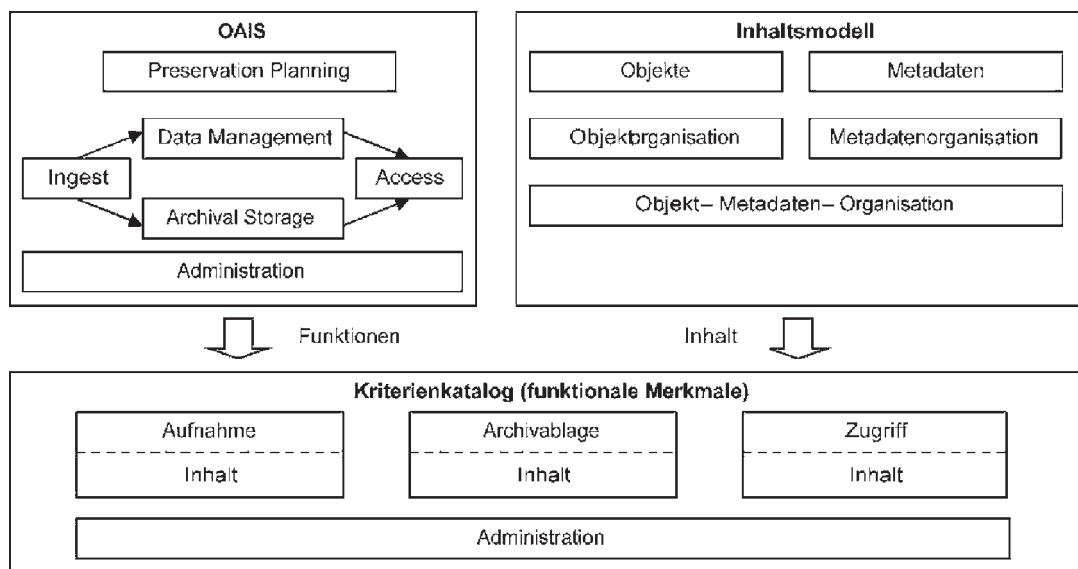 OAIS
Preservation Planning
Data Management
Ingest
Access
Archival Storage
Administration
Inhaltsmodell
Objekte
Metadaten
Objektorganisation
Metadatenorganisation
Objekt– Metadaten– Organisation
Funktionen
Inhalt
Kriterienkatalog (funktionale Merkmale)
Aufnahme
Archivablage
Zugriff
Inhalt
Inhalt
Inhalt
Administration